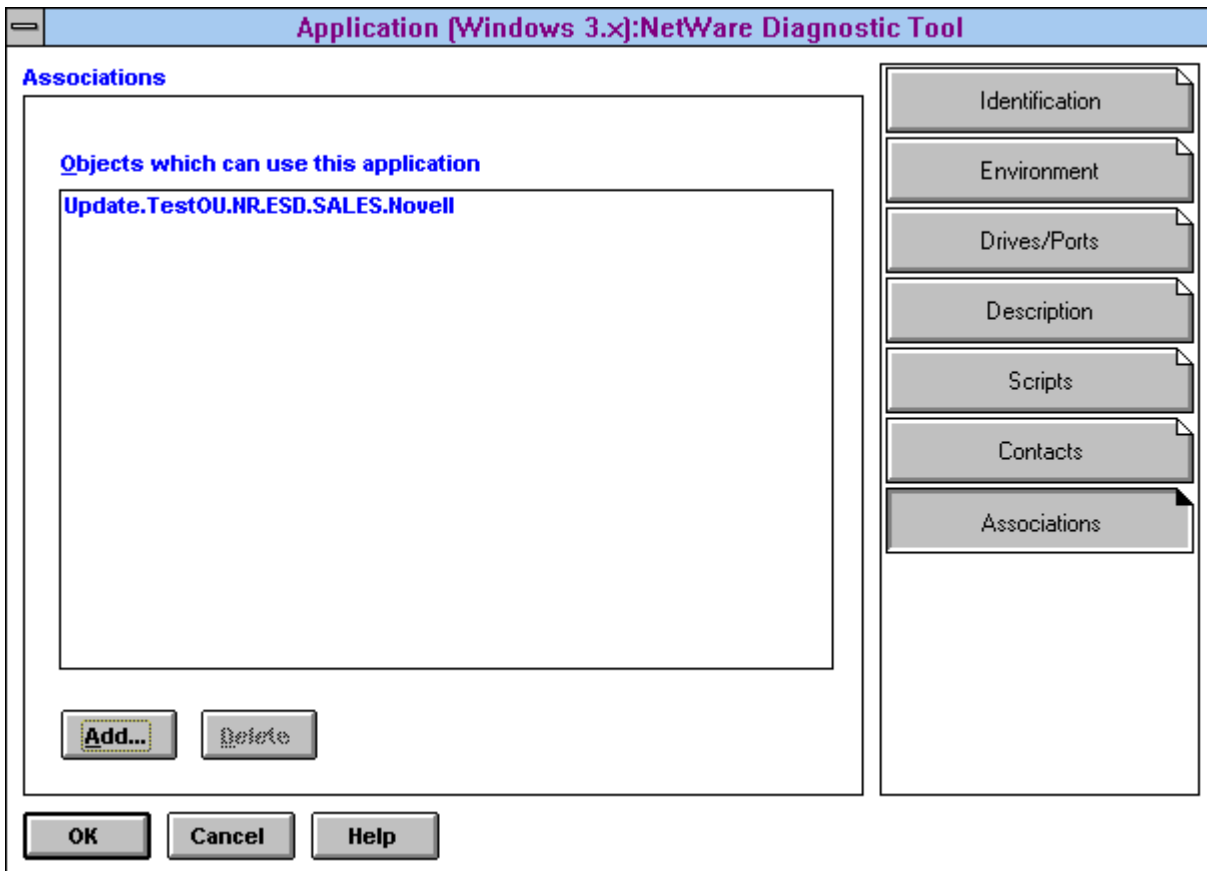 Application (Windows 3.x):NetWare Diagnostic Tool
Associations
Objects which can use this application
Update.TestOU.NR.ESD.SALES.Novell
Add...
Delete
OK
Cancel
Help
Identification
Environment
Drives/Ports
Description
Scripts
Contacts
Associations